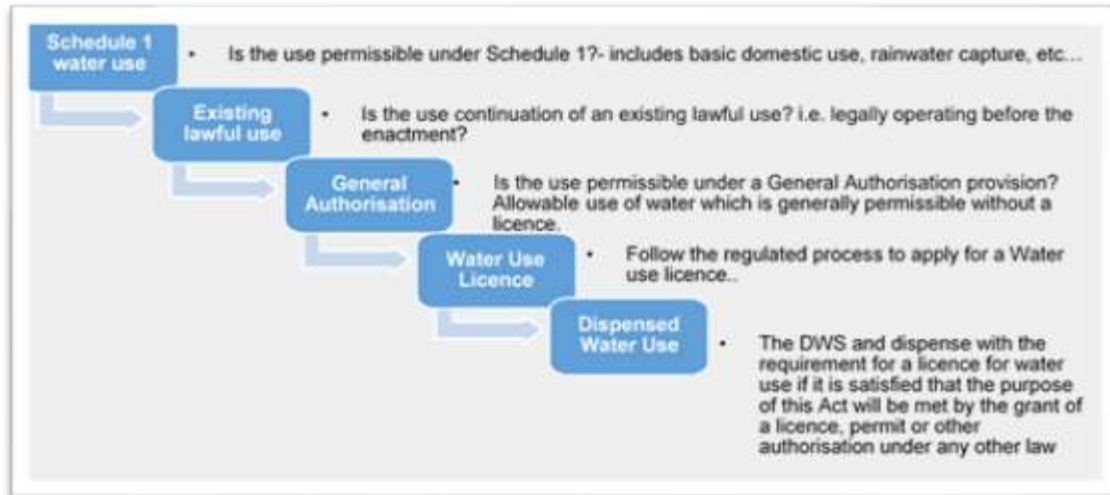 Schedule 1
water use
• Is the use permissible under Schedule 1?- includes basic domestic use, rainwater capture, etc...
Existing
lawful use
• Is the use continuation of an existing lawful use? i.e. legally operating before the
enactment?
General
Authorisation
• Is the use permissible under a General Authorisation provision?
Allowable use of water which is generally permissible without a
licence.
Water Use
Licence
• Follow the regulated process to apply for a Water
use licence..
Dispensed
Water Use
• The DWS and dispense with the
requirement for a licence for water
use if it is satisfied that the purpose
of this Act will be met by the grant of
a licence, permit or other
authorisation under any other law